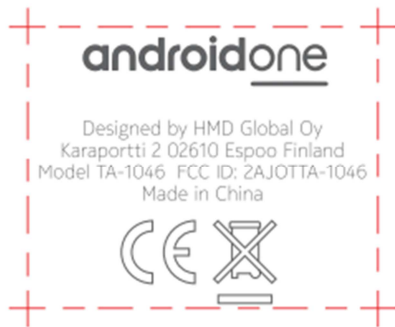 androidone
Designed by HMD Global Oy
Karaportti 2 02610 Espoo Finland
Model TA-1046 FCC ID: 2AJOTTA-1046
Made in China
CE